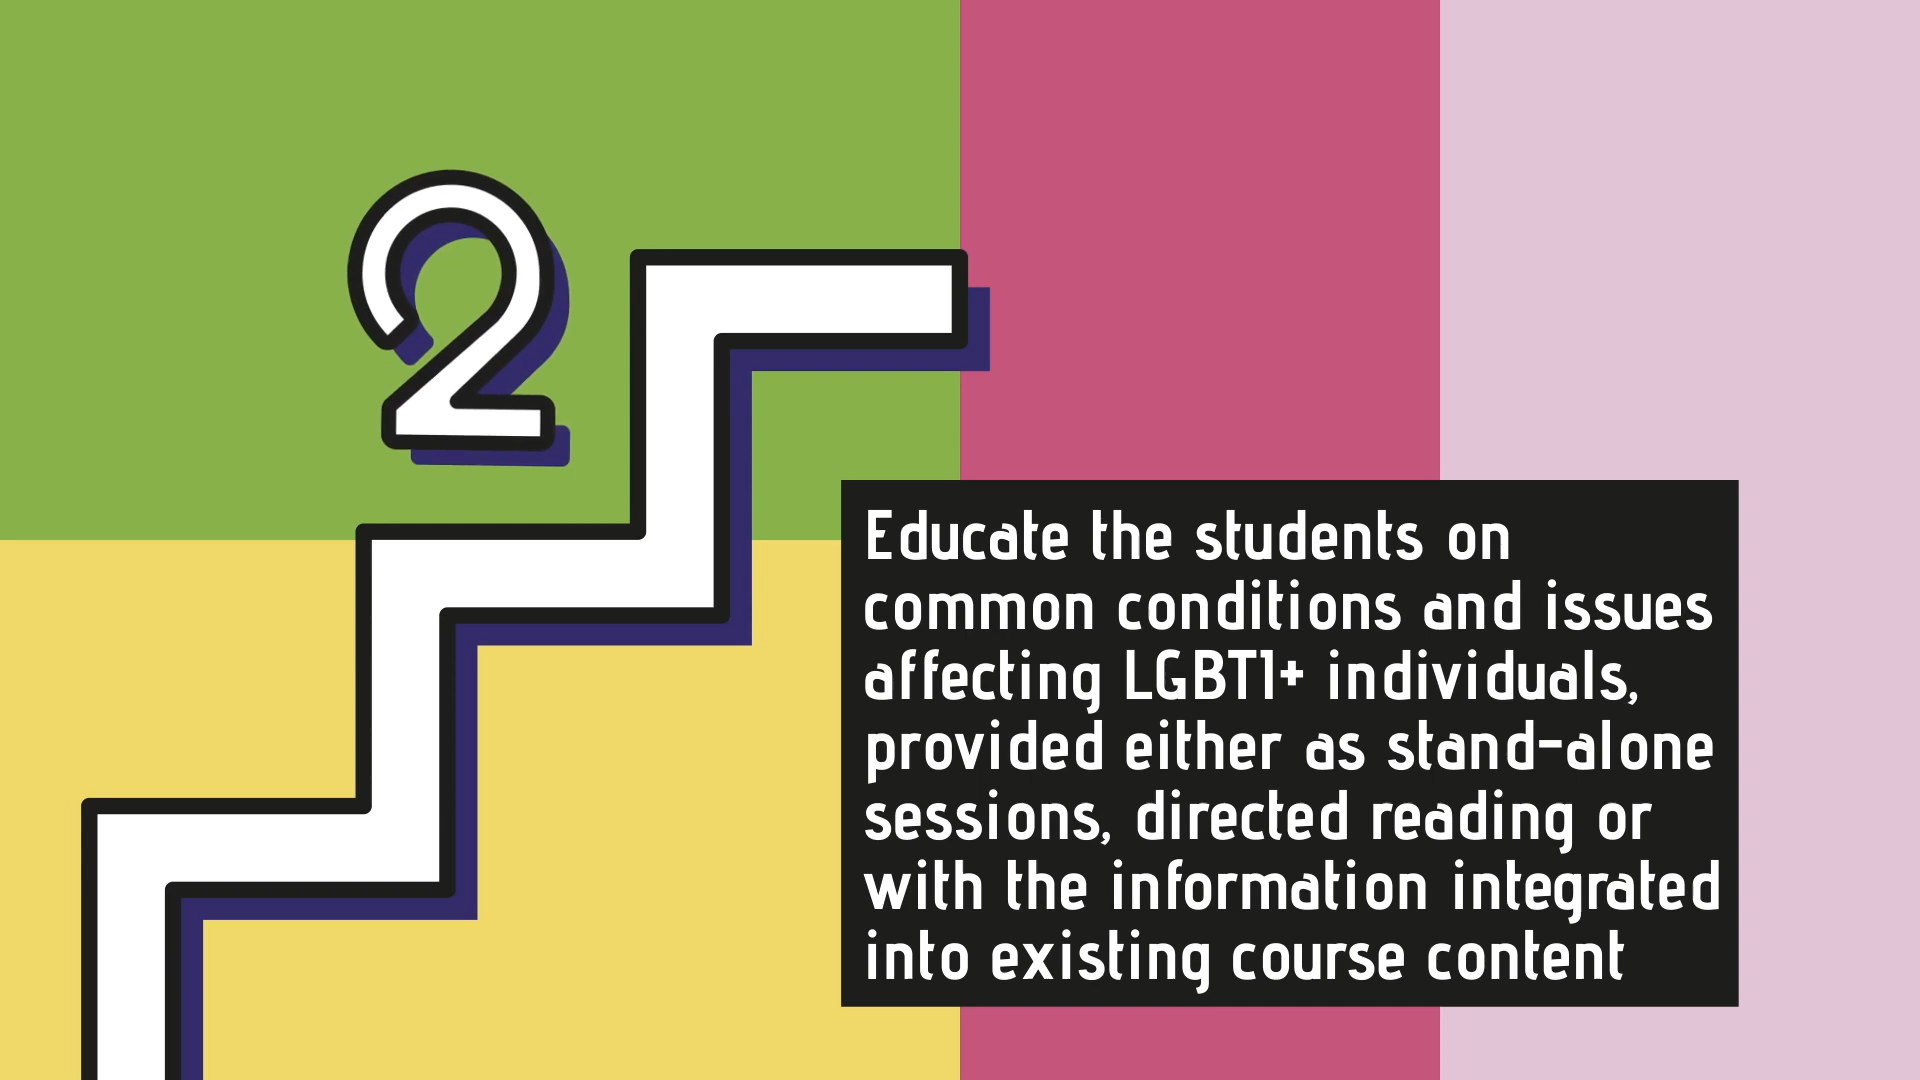 2
Educate the students on
common conditions and issues
affecting LGBTI+ individuals,
provided either as stand-alone
sessions, directed reading or
with the information integrated
into existing course content